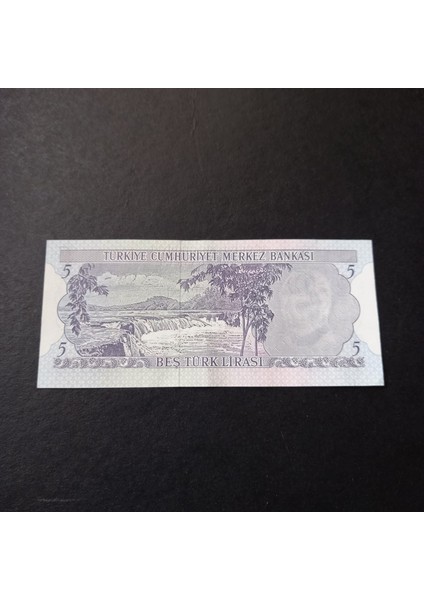 TÜRKİYE CUMHURİYET MERKEZ BANKASI
5 5
5 5
BEŞ TÜRK LİRASI